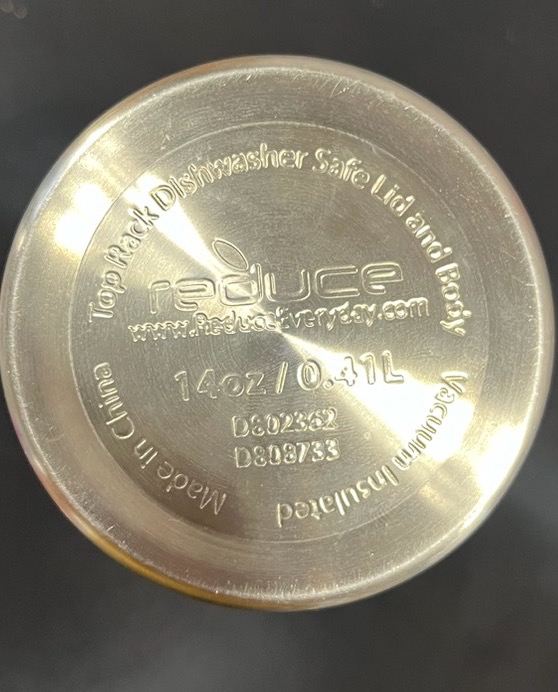 Top Rack Dishwasher Safe Lid and Body
reduce
www.ReduceEveryday.com
14oz / 0.41L
D802362
D808733
Vacuum Insulated
Made in China